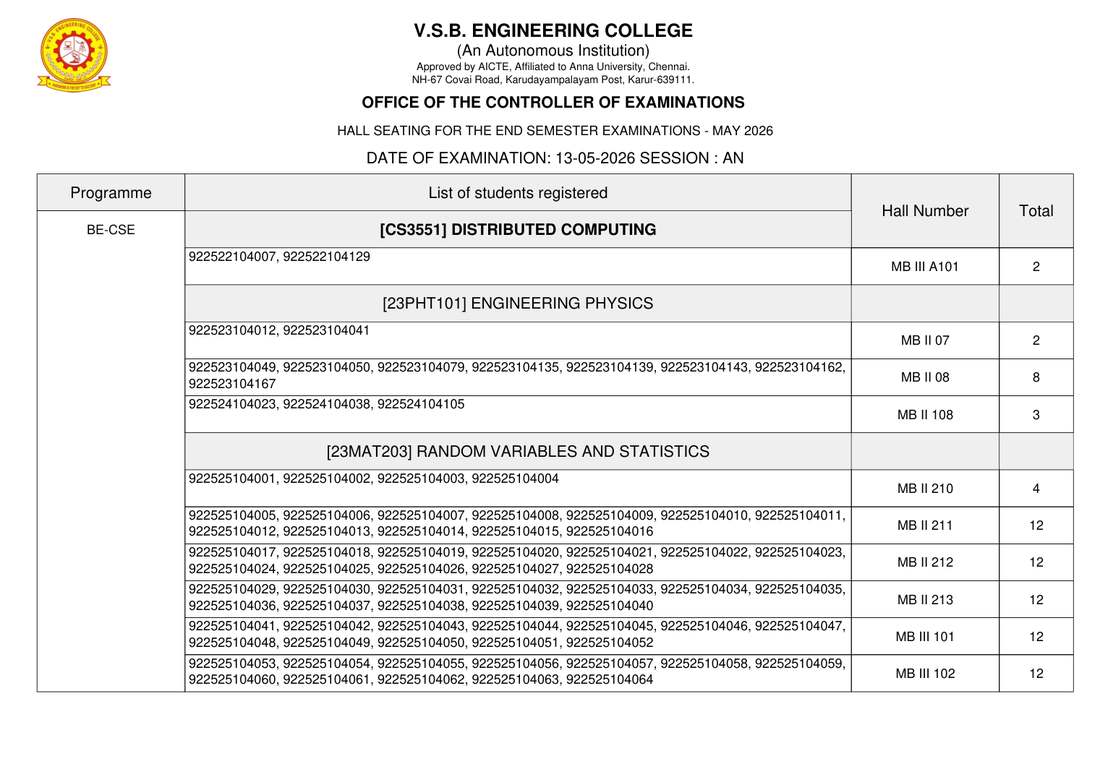 V.S.B. ENGINEERING COLLEGE
(An Autonomous Institution)
Approved by AICTE, Affiliated to Anna University, Chennai.
NH-67 Covai Road, Karudayampalayam Post, Karur-639111.
OFFICE OF THE CONTROLLER OF EXAMINATIONS
HALL SEATING FOR THE END SEMESTER EXAMINATIONS - MAY 2026
DATE OF EXAMINATION: 13-05-2026 SESSION : AN
Programme List of students registered Hall Number Total
BE-CSE [CS3551] DISTRIBUTED COMPUTING
922522104007, 922522104129 MB III A101 2
[23PHT101] ENGINEERING PHYSICS
922523104012, 922523104041 MB II 07 2
922523104049, 922523104050, 922523104079, 922523104135, 922523104139, 922523104143, 922523104162,
922523104167 MB II 08 8
922524104023, 922524104038, 922524104105 MB II 108 3
[23MAT203] RANDOM VARIABLES AND STATISTICS
922525104001, 922525104002, 922525104003, 922525104004 MB II 210 4
922525104005, 922525104006, 922525104007, 922525104008, 922525104009, 922525104010, 922525104011,
922525104012, 922525104013, 922525104014, 922525104015, 922525104016 MB II 211 12
922525104017, 922525104018, 922525104019, 922525104020, 922525104021, 922525104022, 922525104023,
922525104024, 922525104025, 922525104026, 922525104027, 922525104028 MB II 212 12
922525104029, 922525104030, 922525104031, 922525104032, 922525104033, 922525104034, 922525104035,
922525104036, 922525104037, 922525104038, 922525104039, 922525104040 MB II 213 12
922525104041, 922525104042, 922525104043, 922525104044, 922525104045, 922525104046, 922525104047,
922525104048, 922525104049, 922525104050, 922525104051, 922525104052 MB III 101 12
922525104053, 922525104054, 922525104055, 922525104056, 922525104057, 922525104058, 922525104059,
922525104060, 922525104061, 922525104062, 922525104063, 922525104064 MB III 102 12